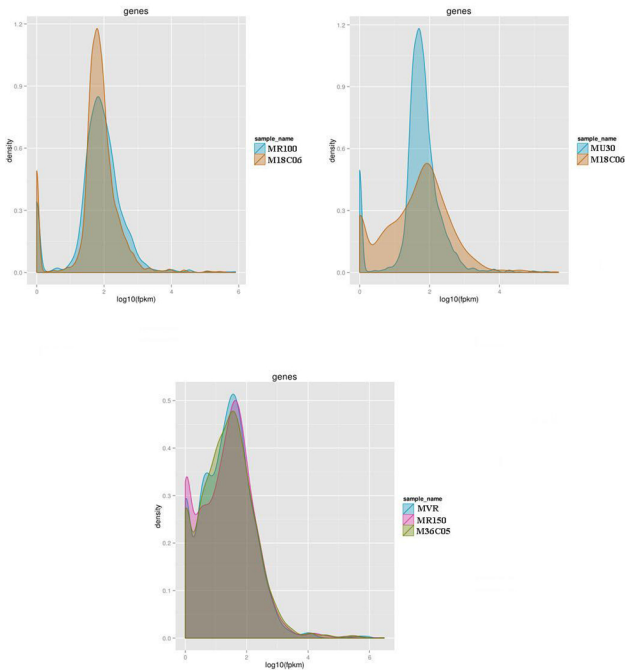 genes
1.2
0.9
0.6
0.3
0.0
density
0
2
4
6
log10(fpkm)
sample_name
MR100
M18C06
genes
1.2
0.9
0.6
0.3
0.0
density
0
2
4
log10(fpkm)
sample_name
MU30
M18C06
genes
0.5
0.4
0.3
0.2
0.1
0.0
density
0
2
4
6
log10(fpkm)
sample_name
MVR
MR150
M36C05